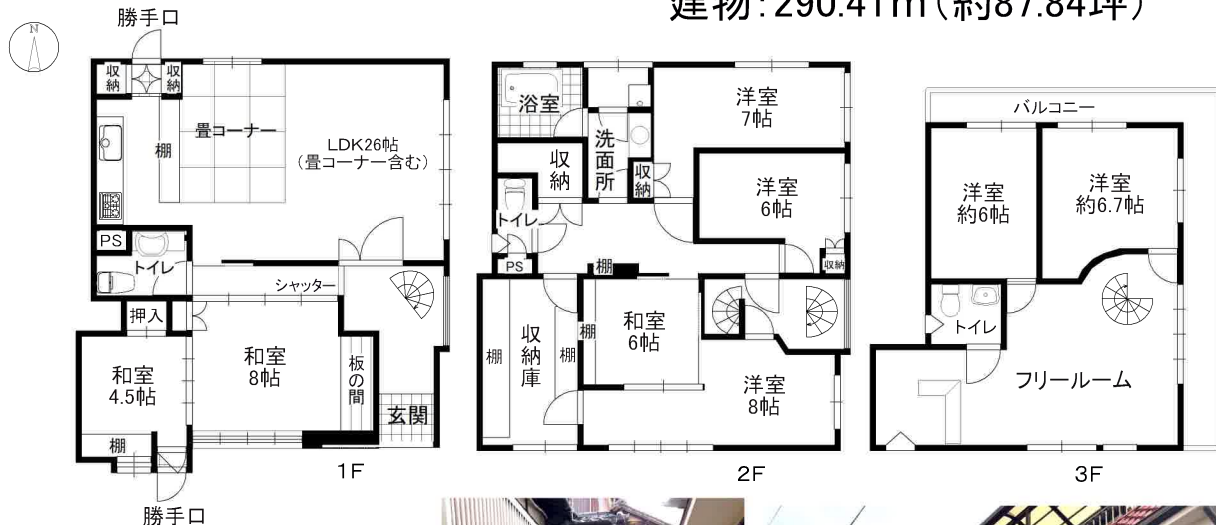 建物：290.41m（約87.84坪）
N
勝手口
収納
収納
畳コーナー
棚
LDK26帖
（畳コーナー含む）
PS
トイレ
シャッター
押入
和室
4.5帖
和室
8帖
板の間
玄関
棚
勝手口
1F
浴室
洗面所
洋室
7帖
収納
収納
洋室
6帖
トイレ
PS
棚
収納
収納庫
棚
棚
棚
和室
6帖
洋室
8帖
2F
バルコニー
洋室
約6帖
洋室
約6.7帖
トイレ
フリールーム
3F